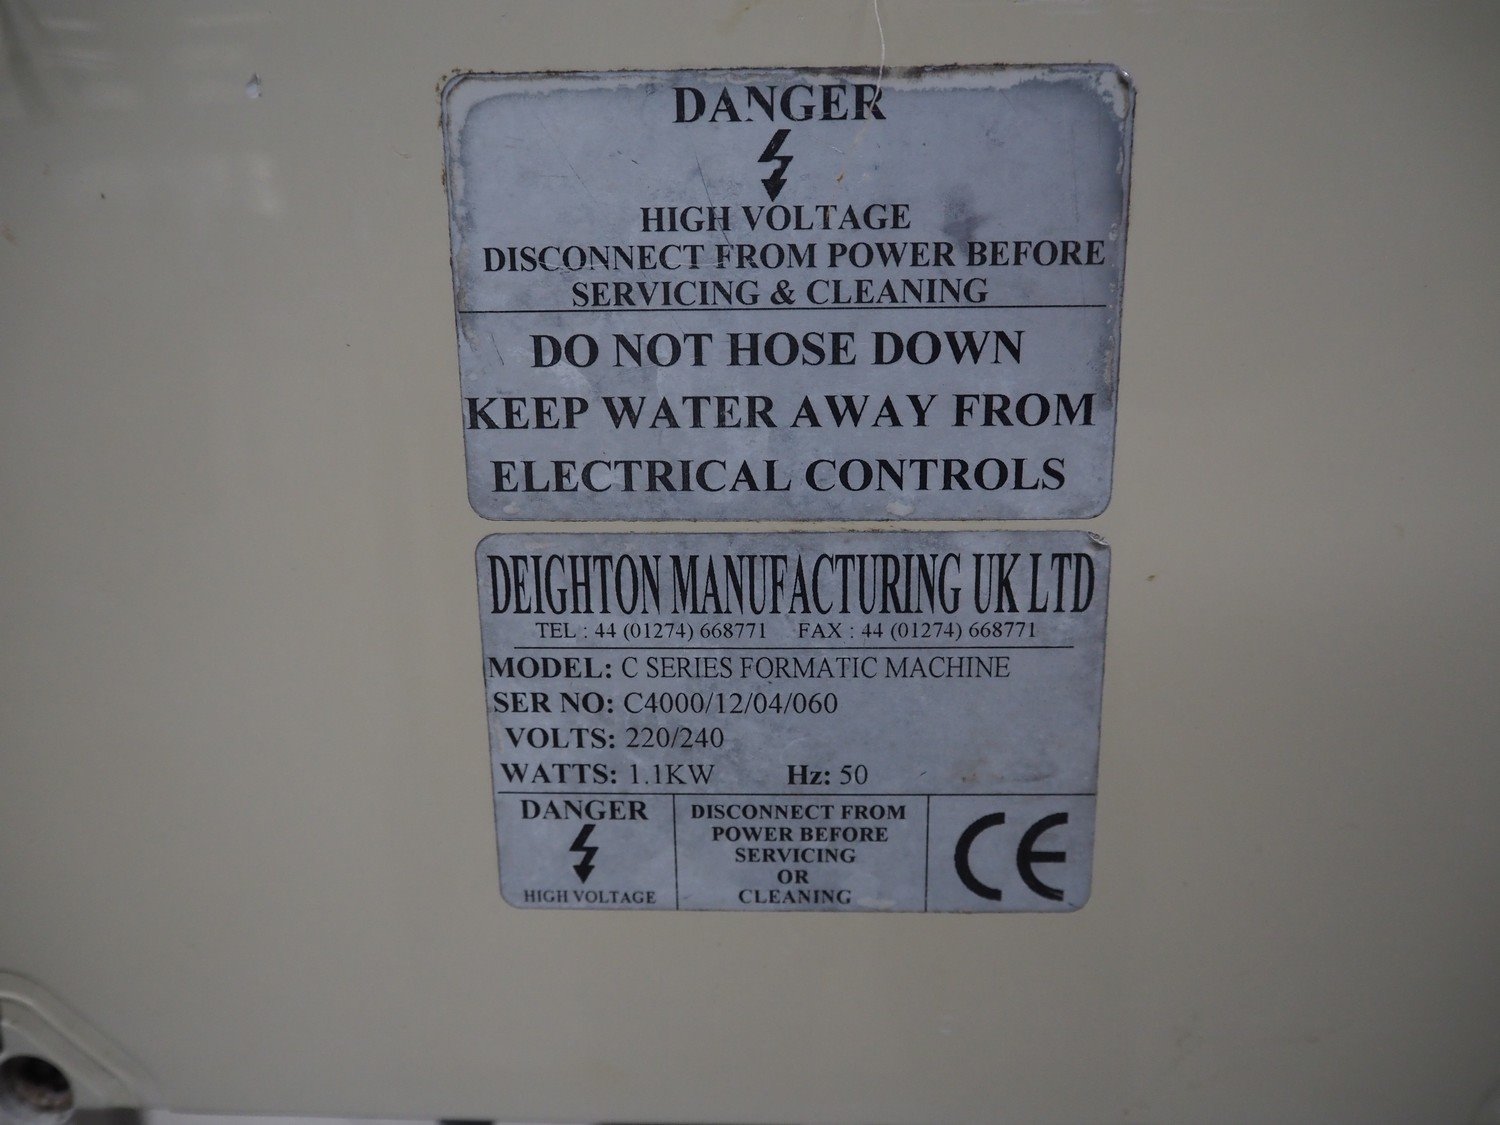 DANGER
HIGH VOLTAGE
DISCONNECT FROM POWER BEFORE
SERVICING & CLEANING
DO NOT HOSE DOWN
KEEP WATER AWAY FROM
ELECTRICAL CONTROLS
DEIGHTON MANUFACTURING UK LTD
TEL : 44 (01274) 668771 FAX : 44 (01274) 668771
MODEL: C SERIES FORMATIC MACHINE
SER NO: C4000/12/04/060
VOLTS: 220/240
WATTS: 1.1KW Hz: 50
DANGER
HIGH VOLTAGE
DISCONNECT FROM
POWER BEFORE
SERVICING
OR
CLEANING
CE